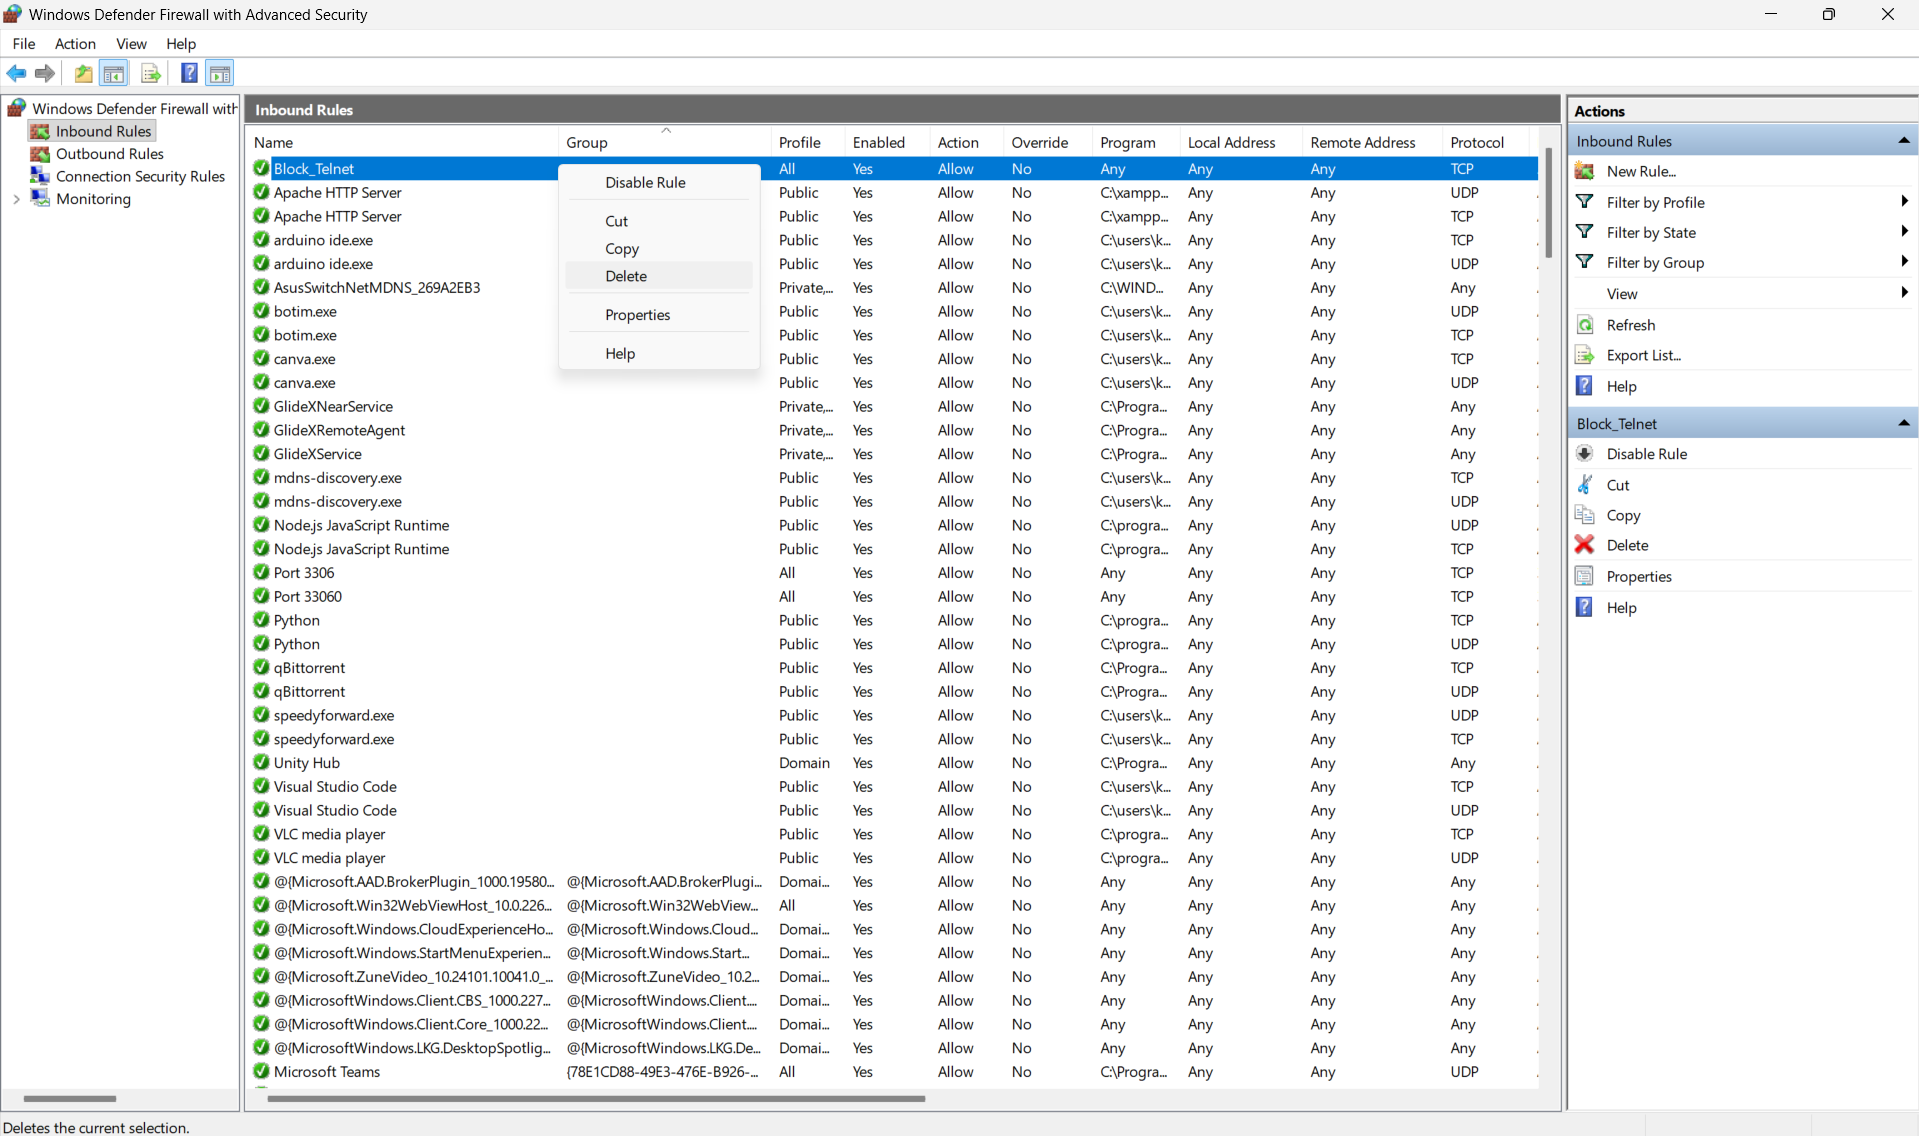 Windows Defender Firewall with Advanced Security
File Action View Help
Windows Defender Firewall with
Inbound Rules
Outbound Rules
Connection Security Rules
Monitoring
Inbound Rules
Name Group Profile Enabled Action Override Program Local Address Remote Address Protocol
Block_Telnet All Yes Allow No Any Any Any TCP
Apache HTTP Server Public Yes Allow No C:\xampp... Any Any UDP
Apache HTTP Server Public Yes Allow No C:\xampp... Any Any TCP
arduino ide.exe Public Yes Allow No C:\users\k... Any Any TCP
arduino ide.exe Public Yes Allow No C:\users\k... Any Any UDP
AsusSwitchNetMDNS_269A2EB3 Private,... Yes Allow No C:\WIND... Any Any Any
botim.exe Public Yes Allow No C:\users\k... Any Any UDP
botim.exe Public Yes Allow No C:\users\k... Any Any TCP
canva.exe Public Yes Allow No C:\users\k... Any Any TCP
canva.exe Public Yes Allow No C:\users\k... Any Any UDP
GlideXNearService Private,... Yes Allow No C:\Progra... Any Any Any
GlideXRemoteAgent Private,... Yes Allow No C:\Progra... Any Any Any
GlideXService Private,... Yes Allow No C:\Progra... Any Any Any
mdns-discovery.exe Public Yes Allow No C:\users\k... Any Any TCP
mdns-discovery.exe Public Yes Allow No C:\users\k... Any Any UDP
Node.js JavaScript Runtime Public Yes Allow No C:\progra... Any Any UDP
Node.js JavaScript Runtime Public Yes Allow No C:\progra... Any Any TCP
Port 3306 All Yes Allow No Any Any Any TCP
Port 33060 All Yes Allow No Any Any Any TCP
Python Public Yes Allow No C:\progra... Any Any TCP
Python Public Yes Allow No C:\progra... Any Any UDP
qBittorrent Public Yes Allow No C:\Progra... Any Any TCP
qBittorrent Public Yes Allow No C:\Progra... Any Any UDP
speedyforward.exe Public Yes Allow No C:\users\k... Any Any UDP
speedyforward.exe Public Yes Allow No C:\users\k... Any Any TCP
Unity Hub Domain Yes Allow No C:\Progra... Any Any Any
Visual Studio Code Public Yes Allow No C:\users\k... Any Any TCP
Visual Studio Code Public Yes Allow No C:\users\k... Any Any UDP
VLC media player Public Yes Allow No C:\progra... Any Any TCP
VLC media player Public Yes Allow No C:\progra... Any Any UDP
@{Microsoft.AAD.BrokerPlugin_1000.19580... @{Microsoft.AAD.BrokerPlugi... Domai... Yes Allow No Any Any Any Any
@{Microsoft.Win32WebViewHost_10.0.226... @{Microsoft.Win32WebView... All Yes Allow No Any Any Any Any
@{Microsoft.Windows.CloudExperienceHo... @{Microsoft.Windows.Cloud... Domai... Yes Allow No Any Any Any Any
@{Microsoft.Windows.StartMenuExperien... @{Microsoft.Windows.Start... Domai... Yes Allow No Any Any Any Any
@{Microsoft.ZuneVideo_10.24101.10041.0_... @{Microsoft.ZuneVideo_10.2... Domai... Yes Allow No Any Any Any Any
@{MicrosoftWindows.Client.CBS_1000.227... @{MicrosoftWindows.Client.... Domai... Yes Allow No Any Any Any Any
@{MicrosoftWindows.Client.Core_1000.22... @{MicrosoftWindows.Client.... Domai... Yes Allow No Any Any Any Any
@{MicrosoftWindows.LKG.DesktopSpotlig... @{MicrosoftWindows.LKG.De... Domai... Yes Allow No Any Any Any Any
Microsoft Teams {78E1CD88-49E3-476E-B926-... All Yes Allow No C:\Progra... Any Any UDP
Disable Rule
Cut
Copy
Delete
Properties
Help
Actions
Inbound Rules
New Rule...
Filter by Profile
Filter by State
Filter by Group
View
Refresh
Export List...
Help
Block_Telnet
Disable Rule
Cut
Copy
Delete
Properties
Help
Deletes the current selection.